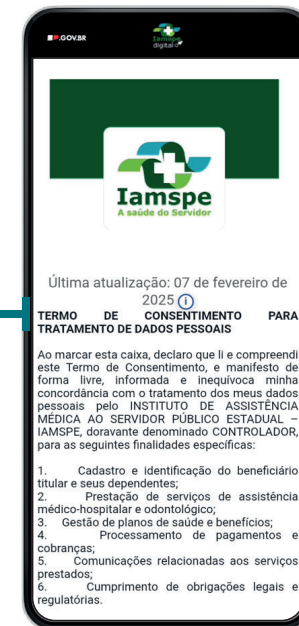 .GOV.BR
Iamspe
digital
Iamspe
A saúde do Servidor
Última atualização: 07 de fevereiro de
2025
TERMO DE CONSENTIMENTO PARA
TRATAMENTO DE DADOS PESSOAIS
Ao marcar esta caixa, declaro que li e compreendi
este Termo de Consentimento, e manifesto de
forma livre, informada e inequívoca minha
concordância com o tratamento dos meus dados
pessoais pelo INSTITUTO DE ASSISTÊNCIA
MÉDICA AO SERVIDOR PÚBLICO ESTADUAL –
IAMSPE, doravante denominado CONTROLADOR,
para as seguintes finalidades específicas:
1. Cadastro e identificação do beneficiário
titular e seus dependentes;
2. Prestação de serviços de assistência
médico-hospitalar e odontológico;
3. Gestão de planos de saúde e benefícios;
4. Processamento de pagamentos e
cobranças;
5. Comunicações relacionadas aos serviços
prestados;
6. Cumprimento de obrigações legais e
regulatórias.